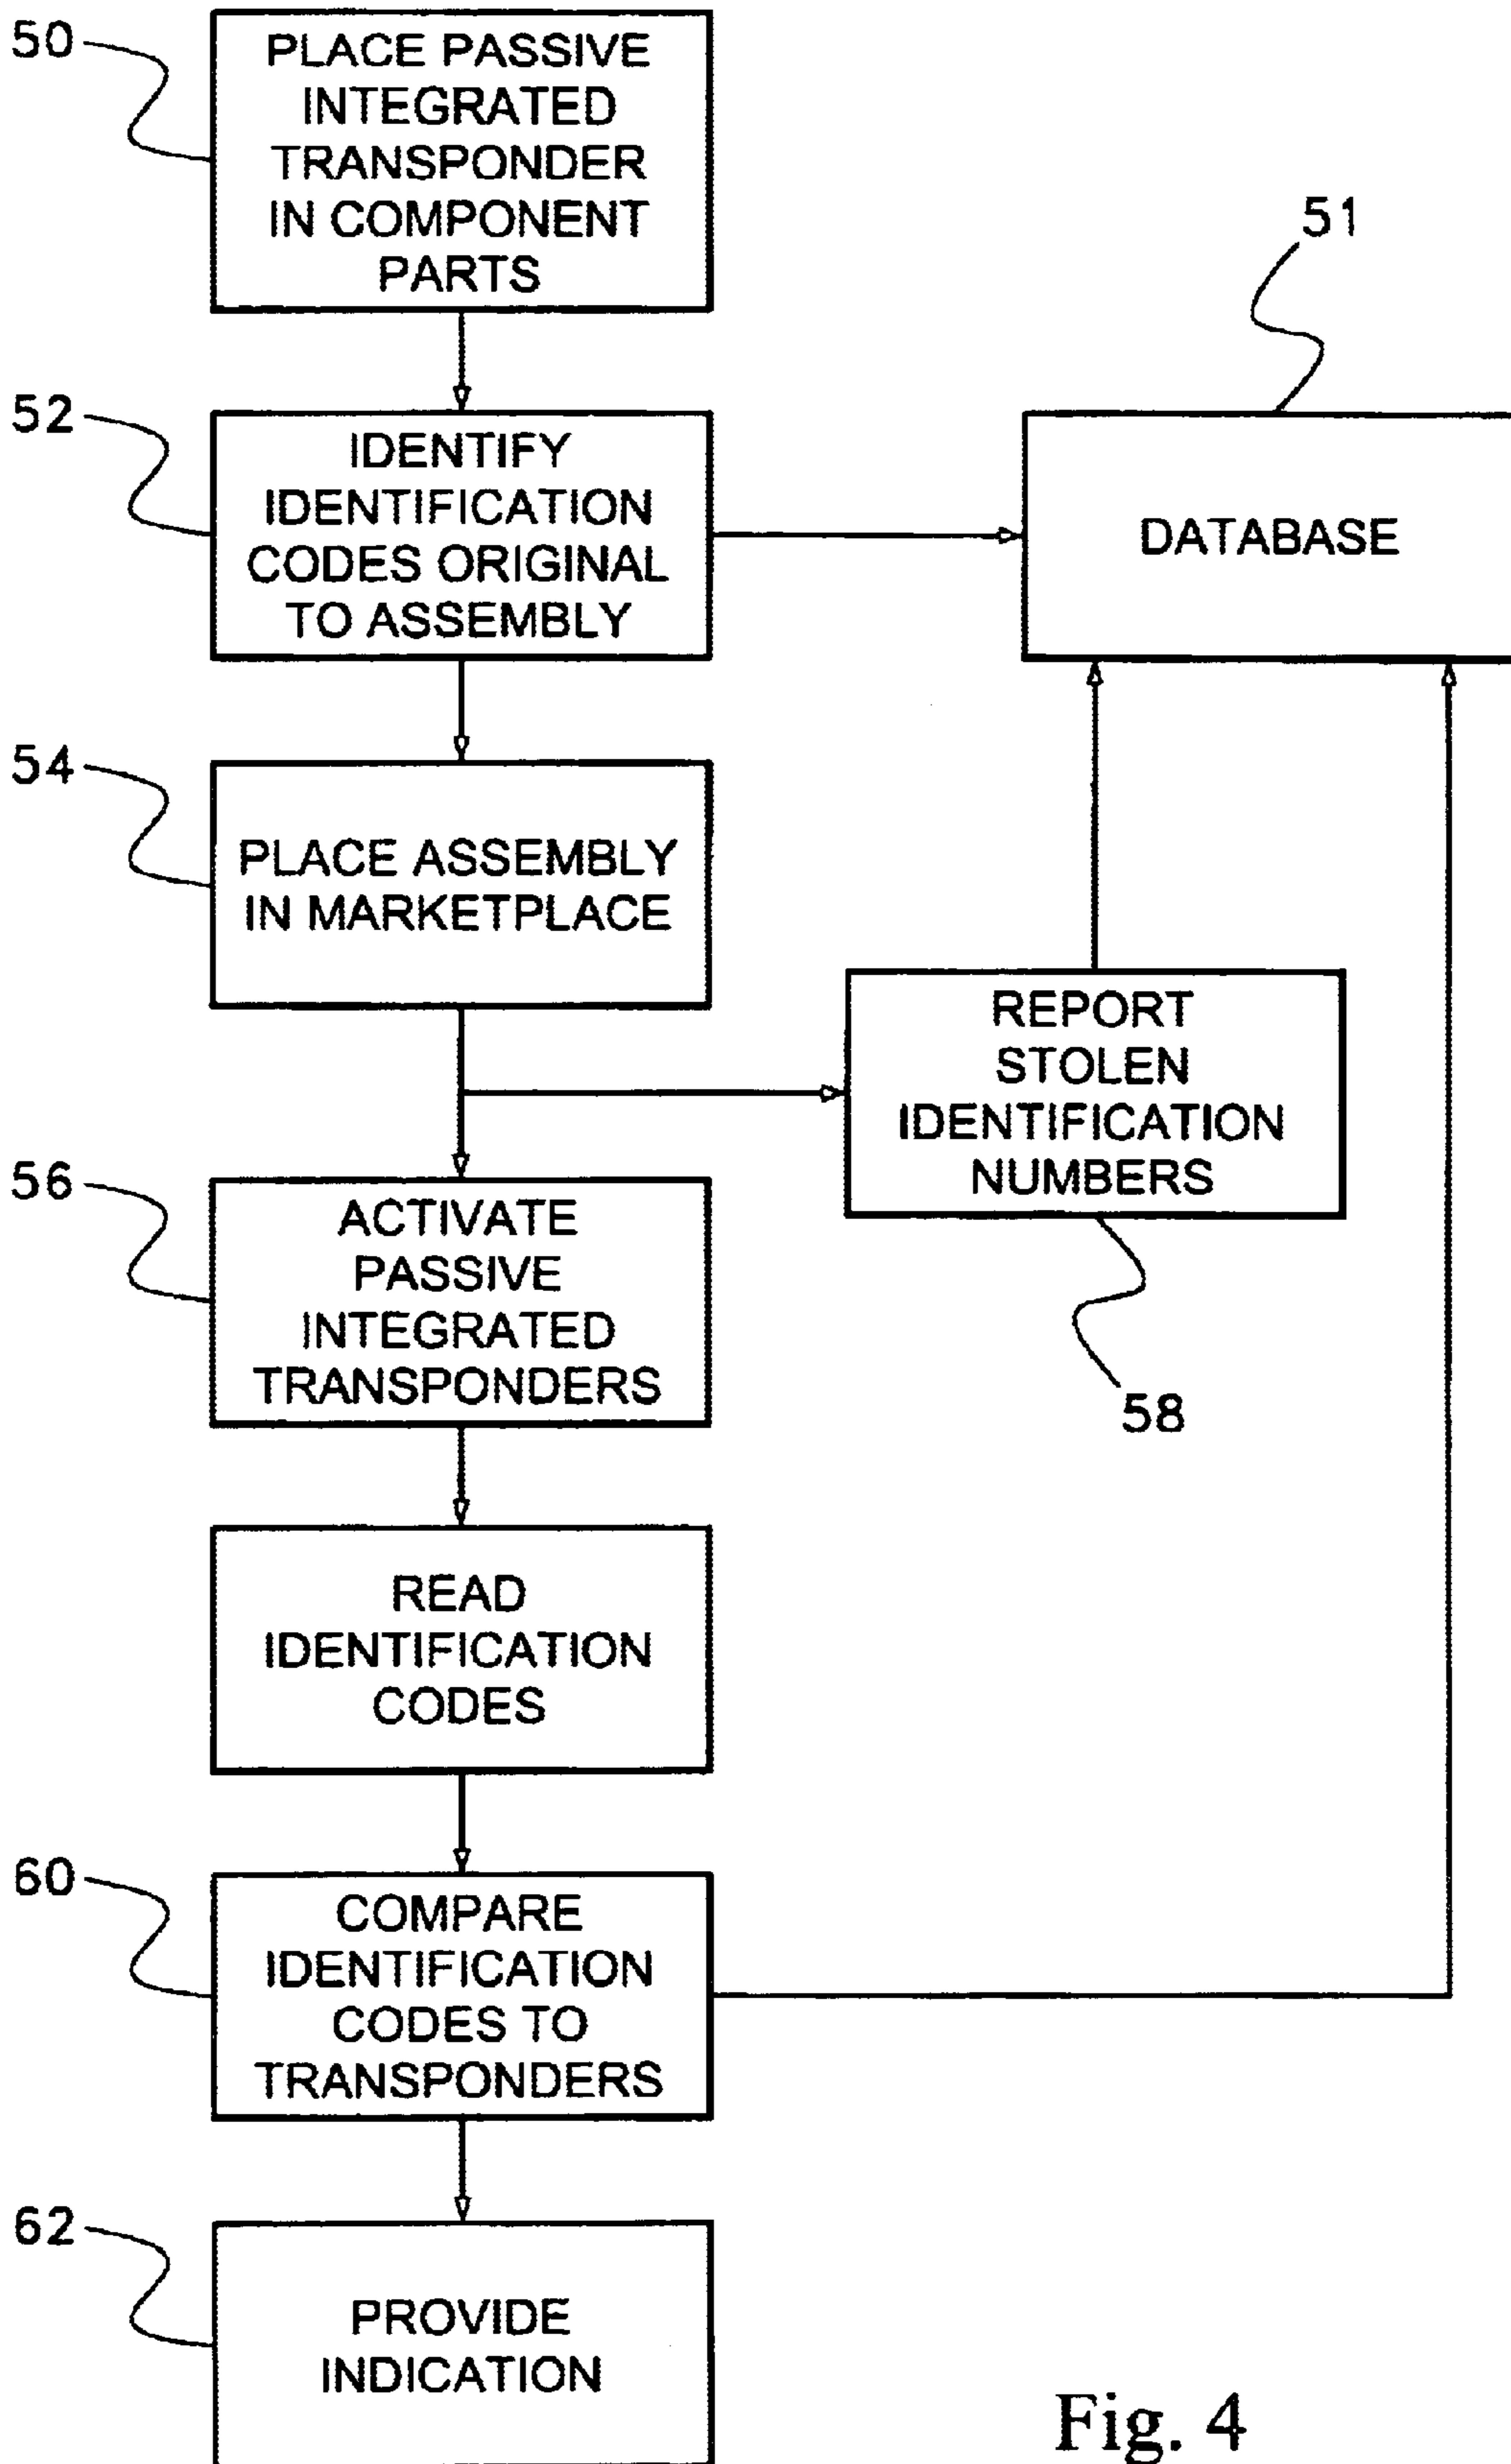 50
PLACE PASSIVE
INTEGRATED
TRANSPONDER
IN COMPONENT
PARTS
51
52
IDENTIFY
IDENTIFICATION
CODES ORIGINAL
TO ASSEMBLY
DATABASE
54
PLACE ASSEMBLY
IN MARKETPLACE
REPORT
STOLEN
IDENTIFICATION
NUMBERS
56
ACTIVATE
PASSIVE
INTEGRATED
TRANSPONDERS
58
READ
IDENTIFICATION
CODES
60
COMPARE
IDENTIFICATION
CODES TO
TRANSPONDERS
62
PROVIDE
INDICATION
Fig. 4